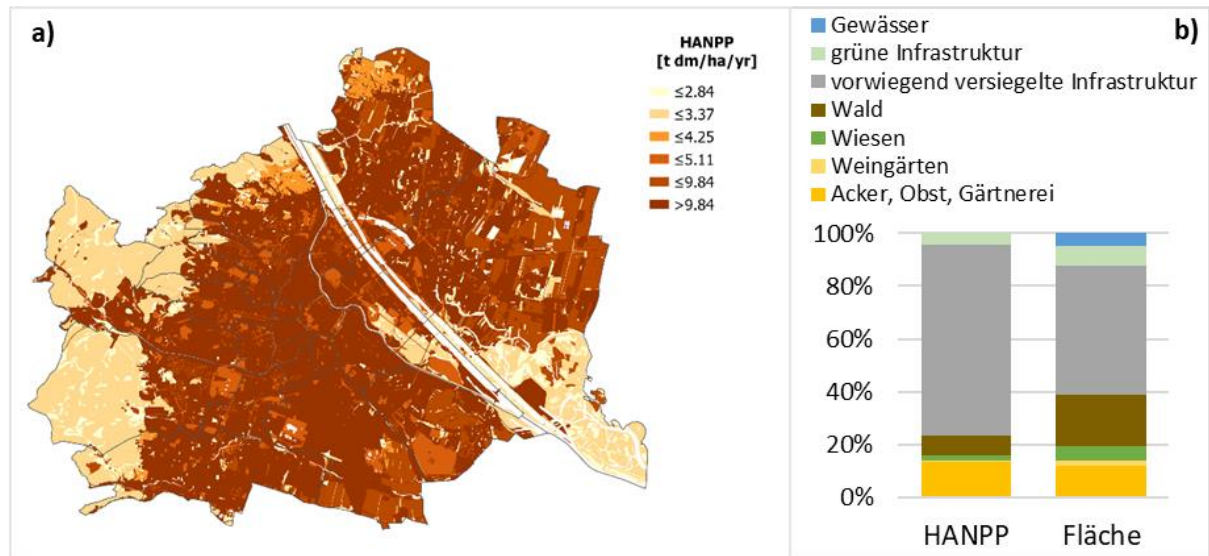 a)
HANPP
[t dm/ha/yr]
≤2.84
≤3.37
≤4.25
≤5.11
≤9.84
>9.84
b)
Gewässer
grüne Infrastruktur
vorwiegend versiegelte Infrastruktur
Wald
Wiesen
Weingärten
Acker, Obst, Gärtnerei
100%
80%
60%
40%
20%
0%
HANPP Fläche